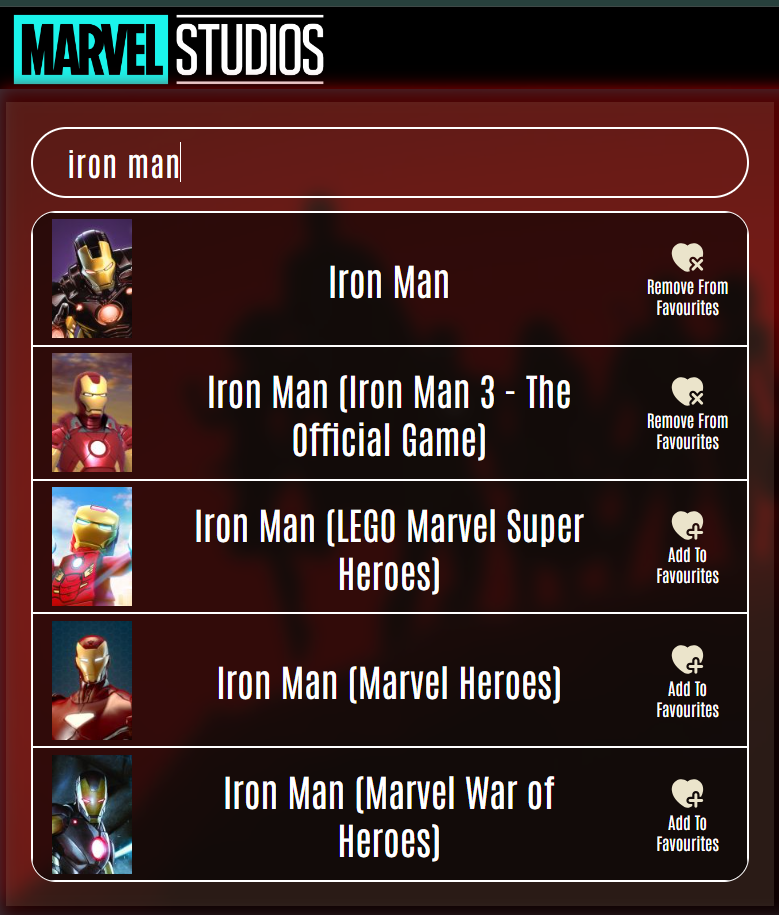 MARVEL STUDIOS
iron man
Iron Man
Remove From
Favourites
Iron Man (Iron Man 3 - The
Official Game)
Remove From
Favourites
Iron Man (LEGO Marvel Super
Heroes)
Add To
Favourites
Iron Man (Marvel Heroes)
Add To
Favourites
Iron Man (Marvel War of
Heroes)
Add To
Favourites